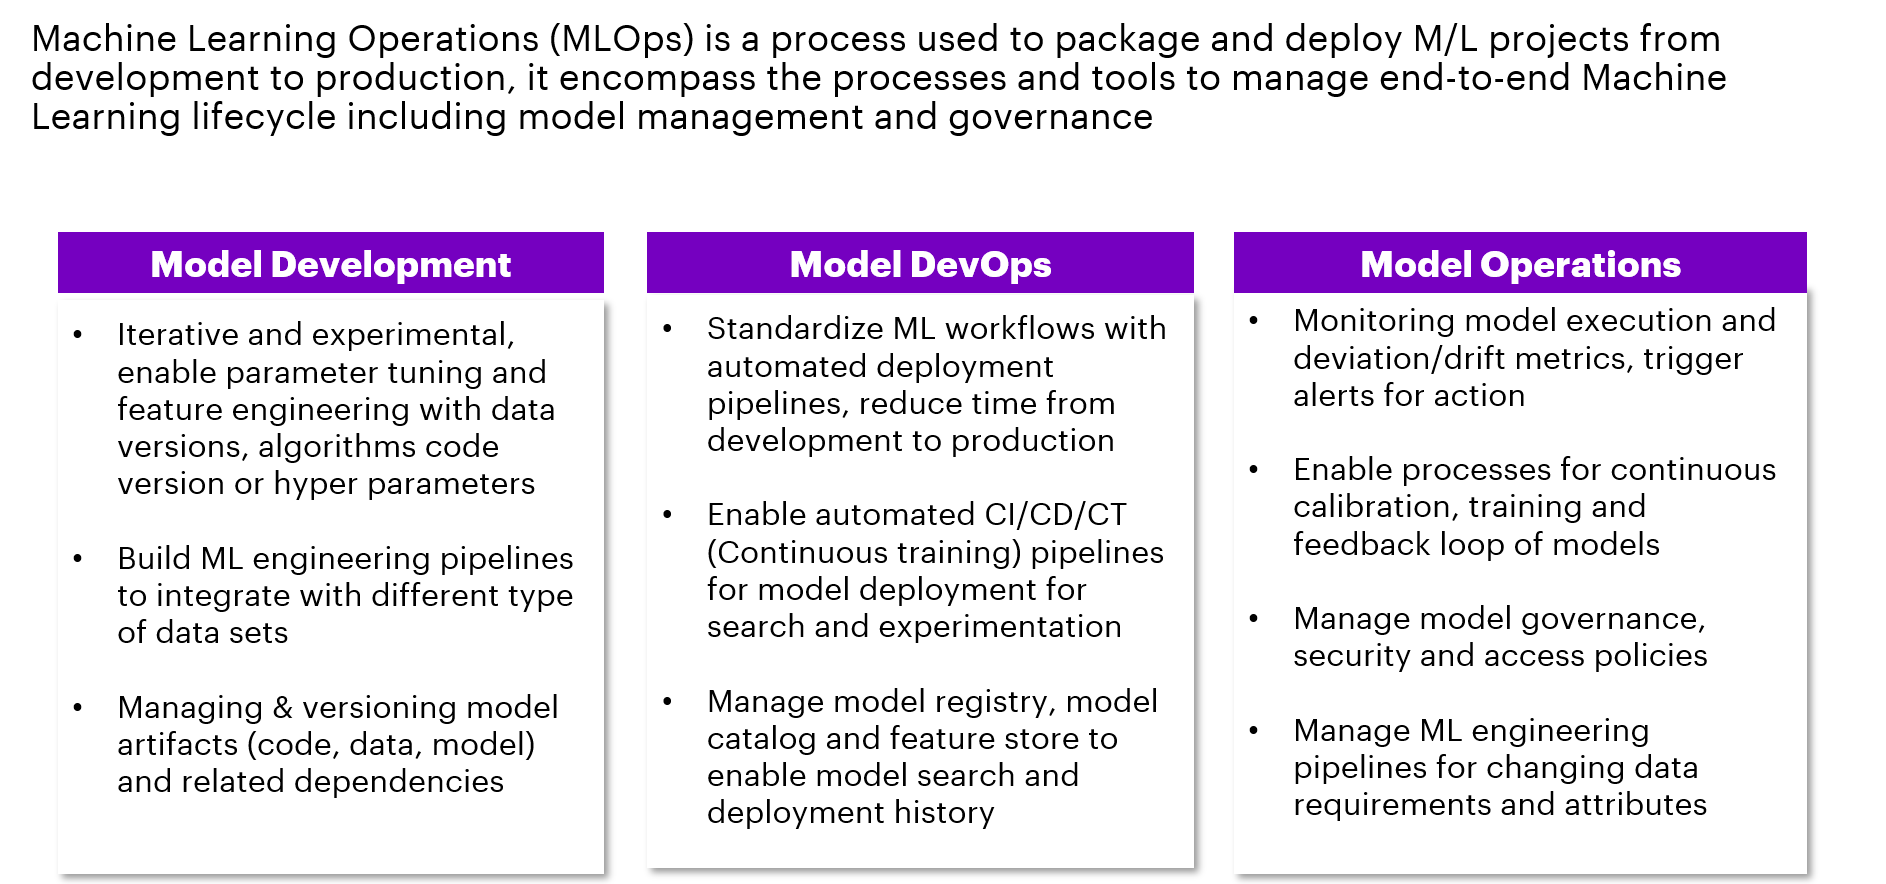 Machine Learning Operations (MLOps) is a process used to package and deploy M/L projects from
development to production, it encompass the processes and tools to manage end-to-end Machine
Learning lifecycle including model management and governance
Model Development
• Iterative and experimental,
enable parameter tuning and
feature engineering with data
versions, algorithms code
version or hyper parameters
• Build ML engineering pipelines
to integrate with different type
of data sets
• Managing & versioning model
artifacts (code, data, model)
and related dependencies
Model DevOps
• Standardize ML workflows with
automated deployment
pipelines, reduce time from
development to production
• Enable automated CI/CD/CT
(Continuous training) pipelines
for model deployment for
search and experimentation
• Manage model registry, model
catalog and feature store to
enable model search and
deployment history
Model Operations
• Monitoring model execution and
deviation/drift metrics, trigger
alerts for action
• Enable processes for continuous
calibration, training and
feedback loop of models
• Manage model governance,
security and access policies
• Manage ML engineering
pipelines for changing data
requirements and attributes